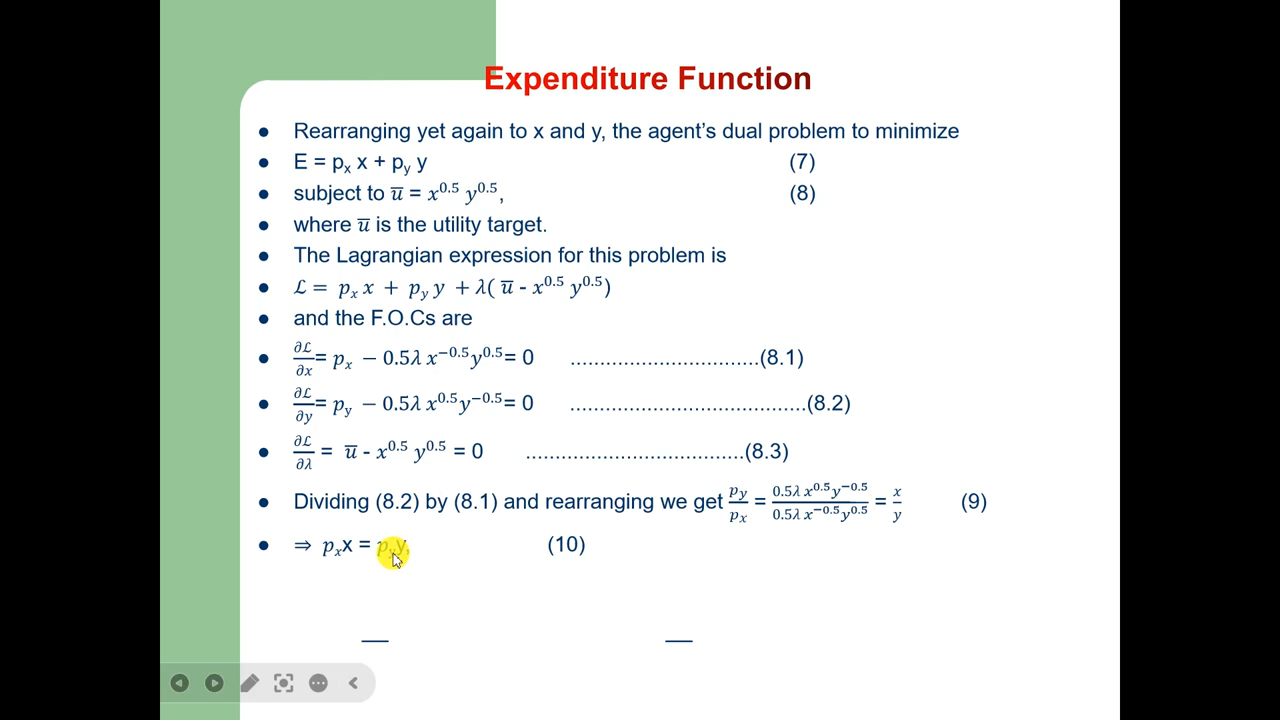 Expenditure Function
● Rearranging yet again to x and y, the agent's dual problem to minimize
● E = pₓ x + p_y y (7)
● subject to u̅ = x^0.5 y^0.5, (8)
● where u̅ is the utility target.
● The Lagrangian expression for this problem is
● ℒ = pₓ x + p_y y + λ( u̅ - x^0.5 y^0.5)
● and the F.O.Cs are
● ∂ℒ/∂x = pₓ − 0.5λ x^−0.5 y^0.5 = 0 ................................(8.1)
● ∂ℒ/∂y = p_y − 0.5λ x^0.5 y^−0.5 = 0 ........................................(8.2)
● ∂ℒ/∂λ = u̅ - x^0.5 y^0.5 = 0 .....................................(8.3)
● Dividing (8.2) by (8.1) and rearranging we get p_y/pₓ = 0.5λ x^0.5 y^−0.5 / 0.5λ x^−0.5 y^0.5 = x/y (9)
● ⇒ pₓx = p_y y, (10)